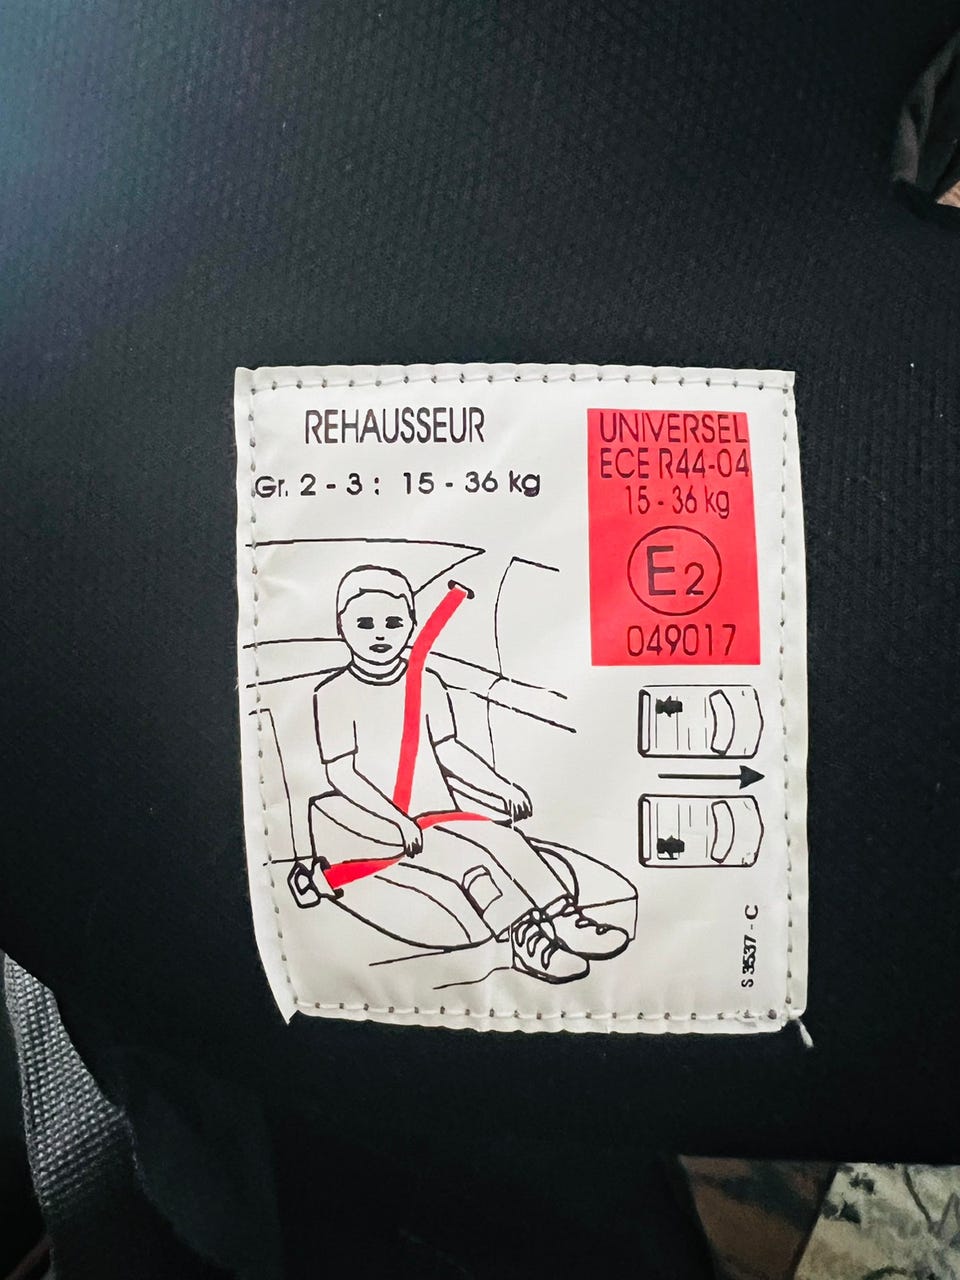 REHAUSSEUR
Gr. 2 - 3 : 15 - 36 kg
UNIVERSEL
ECE R44-04
15 - 36 kg
E2
049017
S 3537 - C